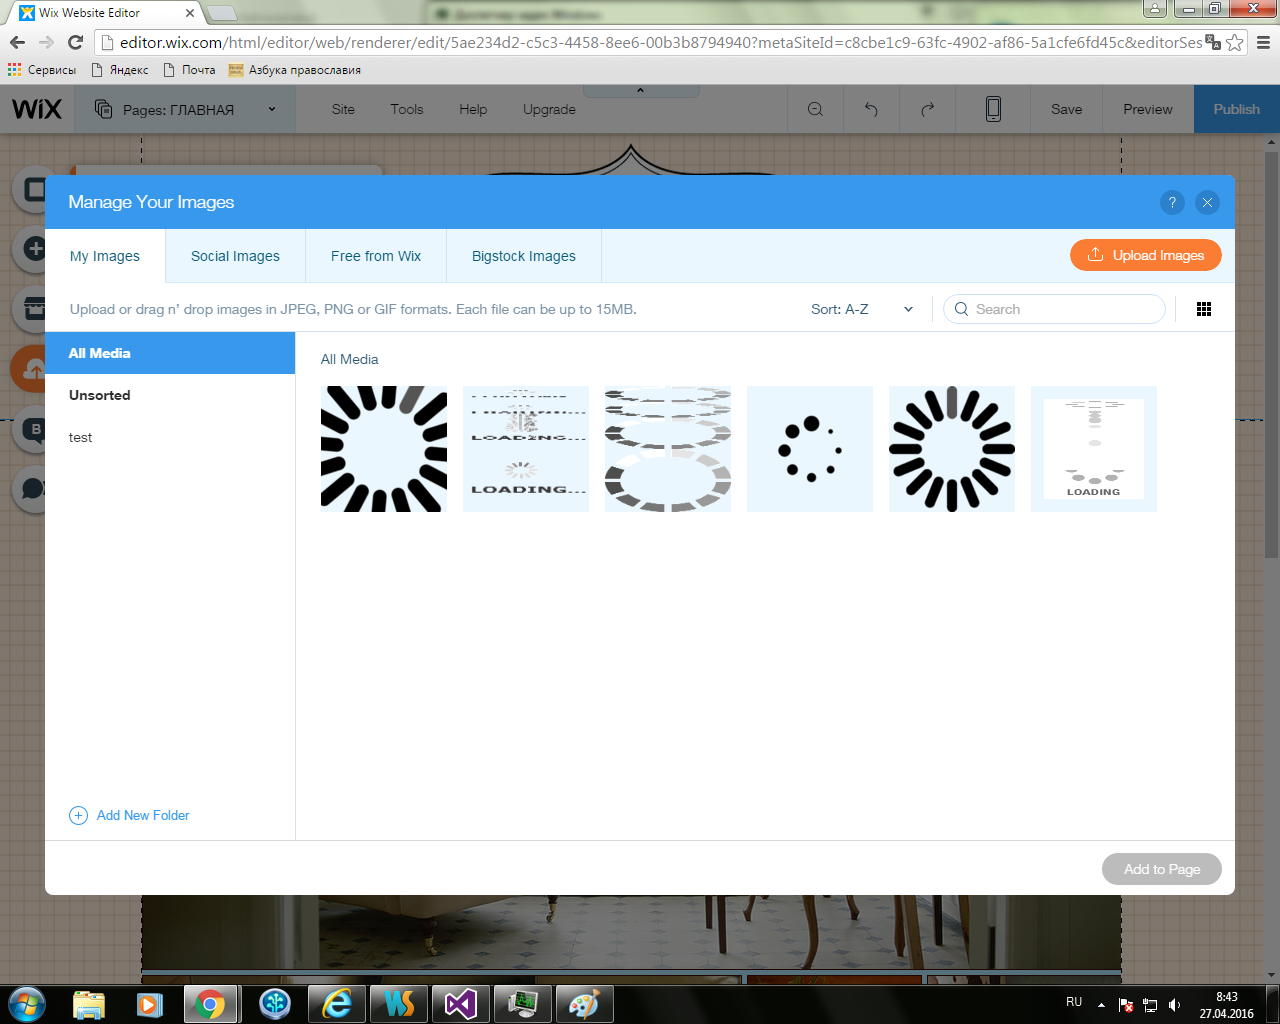 Wix Website Editor
editor.wix.com/html/editor/web/renderer/edit/5ae234d2-c5c3-4458-8ee6-00b3b8794940?metaSiteId=c8cbe1c9-63fc-4902-af86-5a1cfe6fd45c&editorSes
Сервисы Яндекс Почта Азбука православия
WiX Pages: ГЛАВНАЯ Site Tools Help Upgrade Save Preview Publish
Manage Your Images ?
My Images Social Images Free from Wix Bigstock Images Upload Images
Upload or drag n' drop images in JPEG, PNG or GIF formats. Each file can be up to 15MB. Sort: A-Z Search
All Media
Unsorted
test
All Media
LOADING...
LOADING...
LOADING
Add New Folder
Add to Page
RU 8:43
27.04.2016